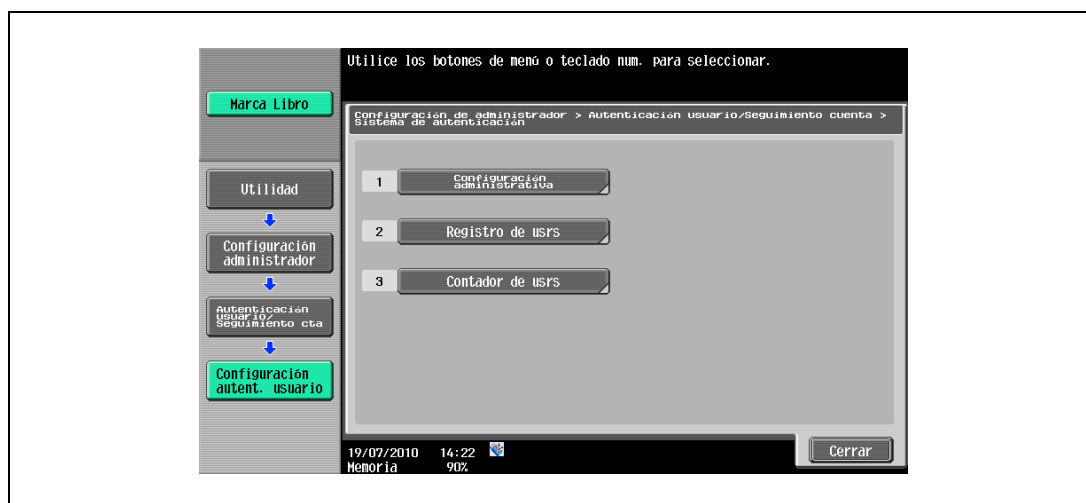 Utilice los botones de menú o teclado num. para seleccionar.
Marca Libro
Configuración de administrador > Autenticación usuario/Seguimiento cuenta >
Sistema de autenticación
Utilidad
Configuración
administrador
Autenticación
usuario/
Seguimiento cta
Configuración
autent. usuario
1 Configuración
administrativa
2 Registro de usrs
3 Contador de usrs
19/07/2010 14:22
Memoria 90%
Cerrar